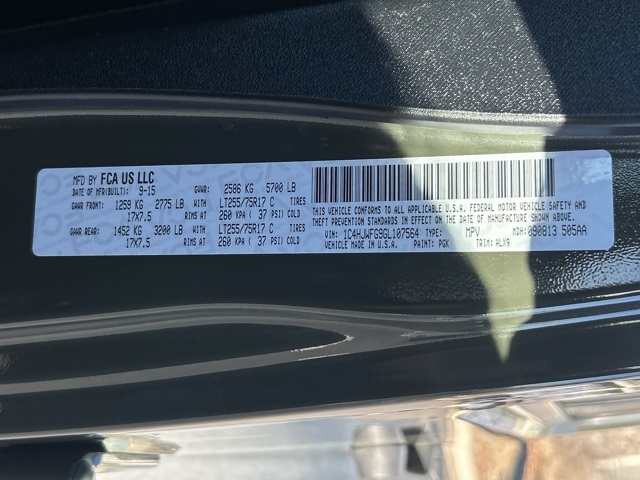 MFD BY FCA US LLC
DATE OF MFR(BUILT): 9-15 GVWR: 2586 KG 5700 LB
GAWR FRONT: 1259 KG 2775 LB WITH LT255/75R17 C TIRES
17X7.5 RIMS AT 260 KPA ( 37 PSI) COLD
GAWR REAR: 1452 KG 3200 LB WITH LT255/75R17 C TIRES
17X7.5 RIMS AT 260 KPA ( 37 PSI) COLD
THIS VEHICLE CONFORMS TO ALL APPLICABLE U.S.A. FEDERAL MOTOR VEHICLE SAFETY, BUMPER AND
THEFT PREVENTION STANDARDS IN EFFECT ON THE DATE OF MANUFACTURE SHOWN ABOVE.
VIN: 1C4HJWFG9GL107564 TYPE: MPV MDH: 090813 505AA
VEHICLE MADE IN U.S.A. PAINT: PGK TRIM: ALX9